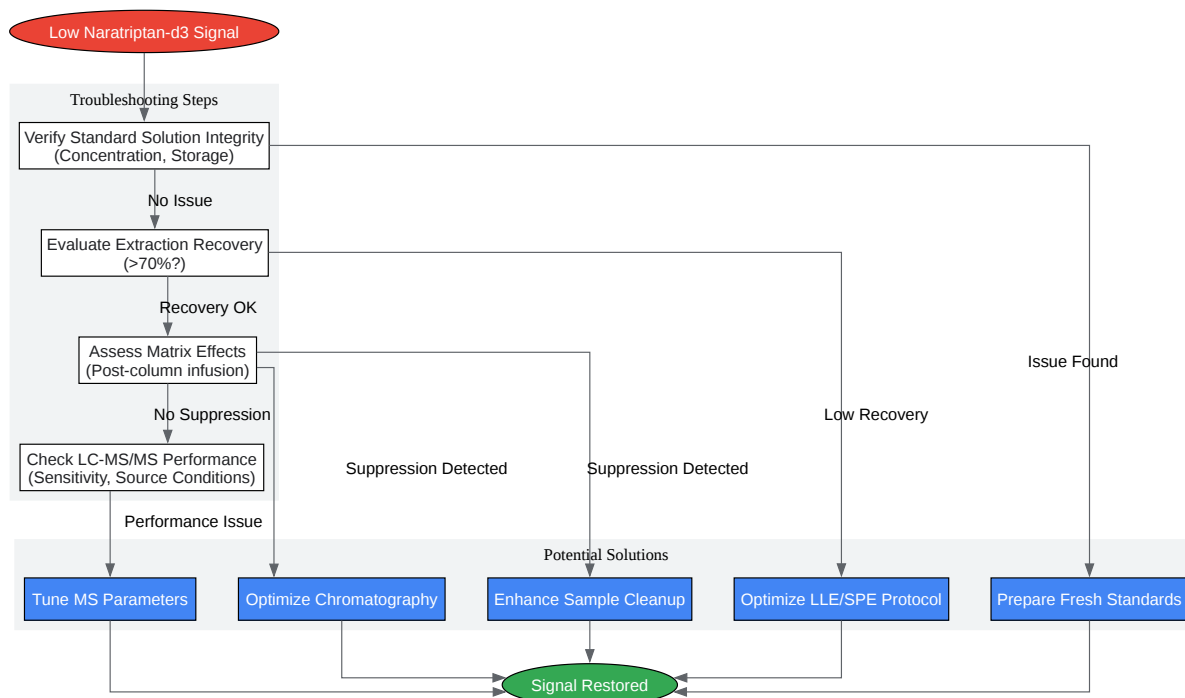 Low Naratriptan-d3 Signal
Troubleshooting Steps
Verify Standard Solution Integrity
(Concentration, Storage)
No Issue
Evaluate Extraction Recovery
(>70%?)
Recovery OK
Assess Matrix Effects
(Post-column infusion)
Issue Found
No Suppression
Low Recovery
Check LC-MS/MS Performance
(Sensitivity, Source Conditions)
Suppression Detected
Suppression Detected
Performance Issue
Potential Solutions
Tune MS Parameters
Optimize Chromatography
Enhance Sample Cleanup
Optimize LLE/SPE Protocol
Prepare Fresh Standards
Signal Restored